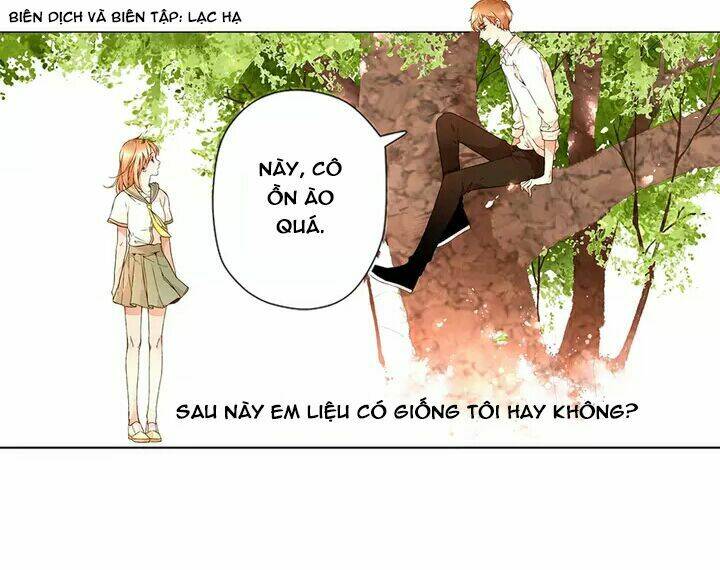 BIÊN DỊCH VÀ BIÊN TẬP: LẠC HẠ
NÀY, CÔ
ỒN ÀO
QUÁ.
SAU NÀY EM LIỆU CÓ GIỐNG TÔI HAY KHÔNG?